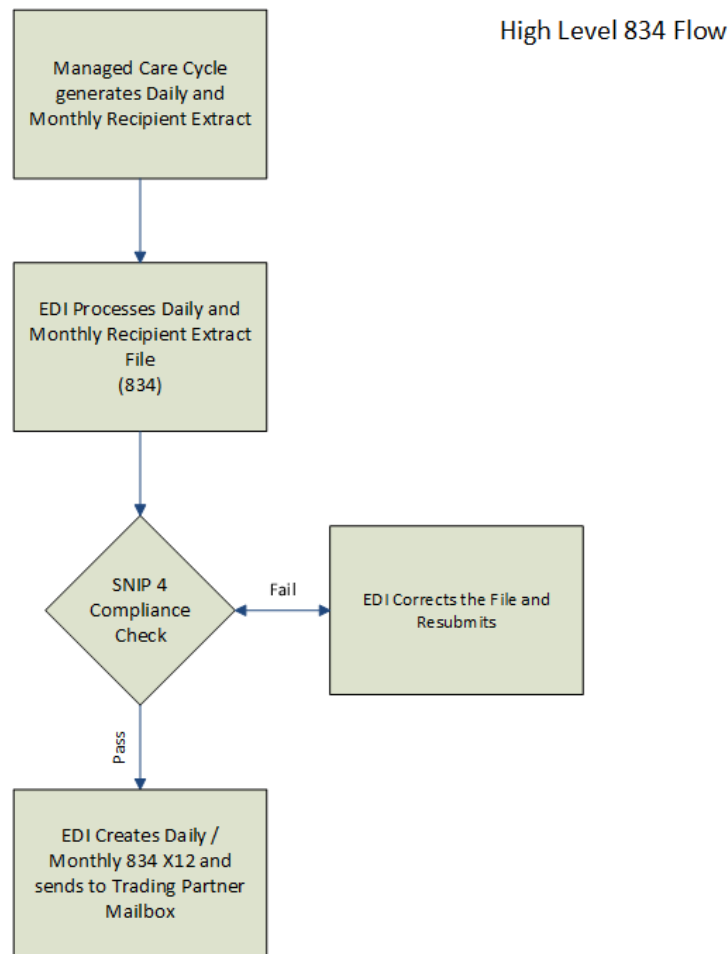 High Level 834 Flow
Managed Care Cycle
generates Daily and
Monthly Recipient Extract
EDI Processes Daily and
Monthly Recipient Extract
File
(834)
SNIP 4
Compliance
Check
Fail
EDI Corrects the File and
Resubmits
Pass
EDI Creates Daily /
Monthly 834 X12 and
sends to Trading Partner
Mailbox